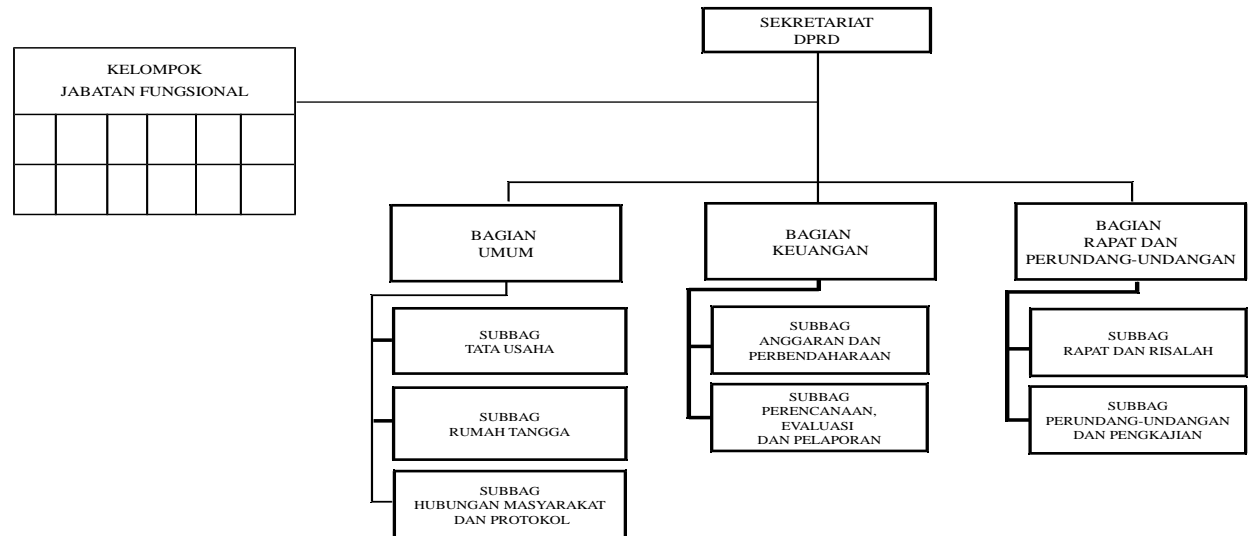 SEKRETARIAT
DPRD
KELOMPOK
JABATAN FUNGSIONAL
BAGIAN
UMUM
BAGIAN
KEUANGAN
BAGIAN
RAPAT DAN
PERUNDANG-UNDANGAN
SUBBAG
TATA USAHA
SUBBAG
RUMAH TANGGA
SUBBAG
HUBUNGAN MASYARAKAT
DAN PROTOKOL
SUBBAG
ANGGARAN DAN
PERBENDAHARAAN
SUBBAG
PERENCANAAN,
EVALUASI
DAN PELAPORAN
SUBBAG
RAPAT DAN RISALAH
SUBBAG
PERUNDANG-UNDANGAN
DAN PENGKAJIAN